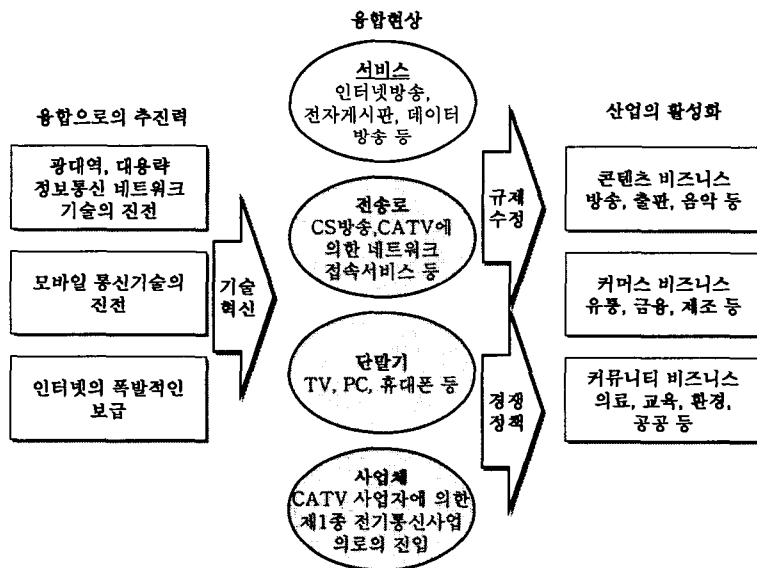 융합으로의 추진력
광대역, 대용략
정보통신 네트워크
기술의 진전
모바일 통신기술의
진전
인터넷의 폭발적인
보급
기술
혁신
융합현상
서비스
인터넷방송,
전자게시판, 데이터
방송 등
전송로
CS방송,CATV에
의한 네트워크
접속서비스 등
단말기
TV, PC, 휴대폰 등
사업체
CATV 사업자에 의한
제1종 전기통신사업
의로의 진입
규제
수정
경쟁
정책
산업의 활성화
콘텐츠 비즈니스
방송, 출판, 음악 등
커머스 비즈니스
유통, 금융, 제조 등
커뮤니티 비즈니스
의료, 교육, 환경,
공공 등